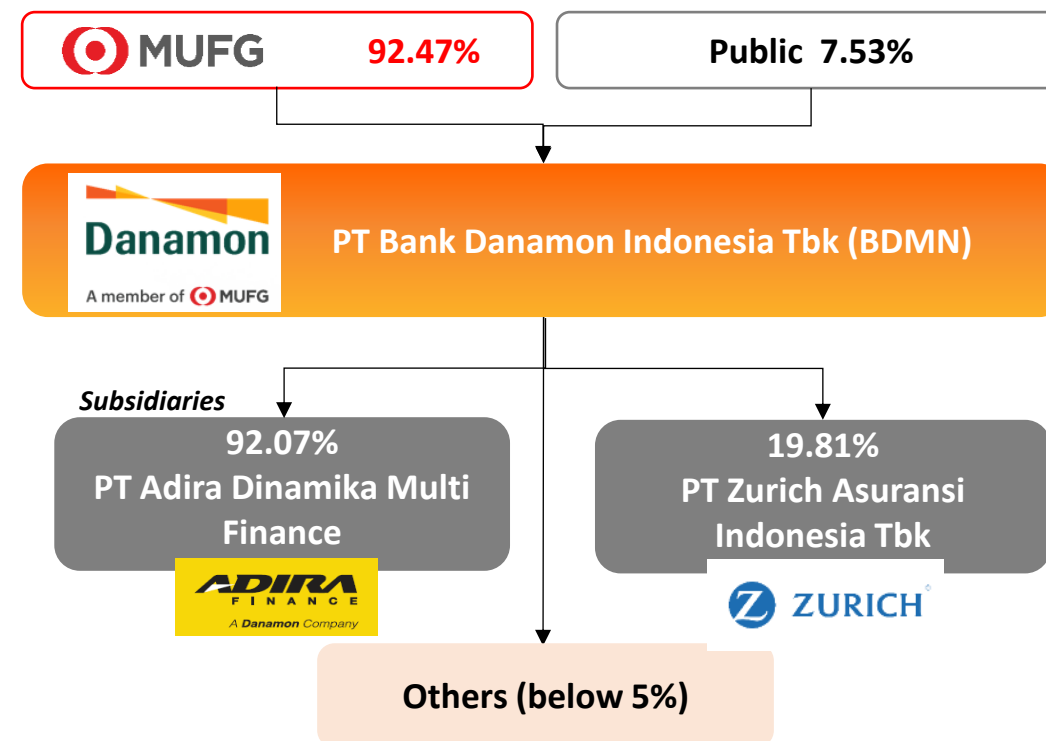 MUFG 92.47%
Public 7.53%
Danamon
A member of MUFG
PT Bank Danamon Indonesia Tbk (BDMN)
Subsidiaries
92.07%
PT Adira Dinamika Multi
Finance
ADIRA
FINANCE
A Danamon Company
19.81%
PT Zurich Asuransi
Indonesia Tbk
Z ZURICH
Others (below 5%)